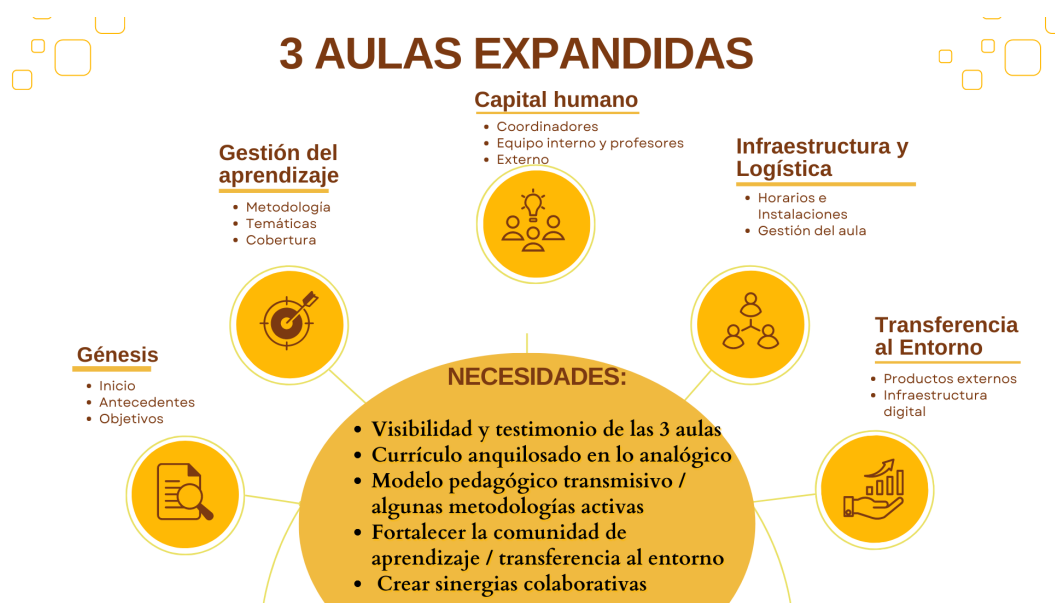 3 AULAS EXPANDIDAS
Capital humano
• Coordinadores
• Equipo interno y profesores
• Externo
Gestión del
aprendizaje
• Metodología
• Temáticas
• Cobertura
Infraestructura y
Logística
• Horarios e
Instalaciones
• Gestión del aula
Génesis
• Inicio
• Antecedentes
• Objetivos
Transferencia
al Entorno
• Productos externos
• Infraestructura
digital
NECESIDADES:
• Visibilidad y testimonio de las 3 aulas
• Currículo anquilosado en lo analógico
• Modelo pedagógico transmisivo /
algunas metodologías activas
• Fortalecer la comunidad de
aprendizaje / transferencia al entorno
• Crear sinergias colaborativas